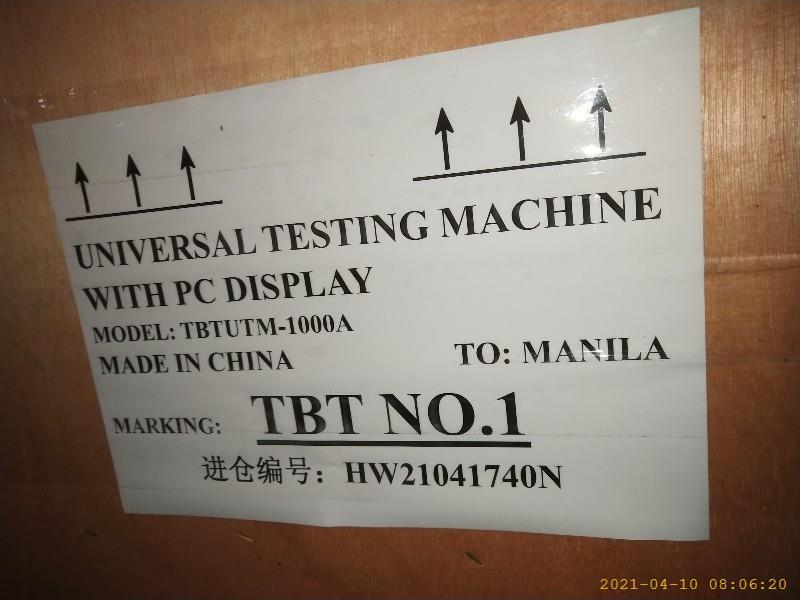 UNIVERSAL TESTING MACHINE
WITH PC DISPLAY
MODEL: TBTUTM-1000A
MADE IN CHINA
TO: MANILA
MARKING: TBT NO.1
进仓编号: HW21041740N
2021-04-10 08:06:20